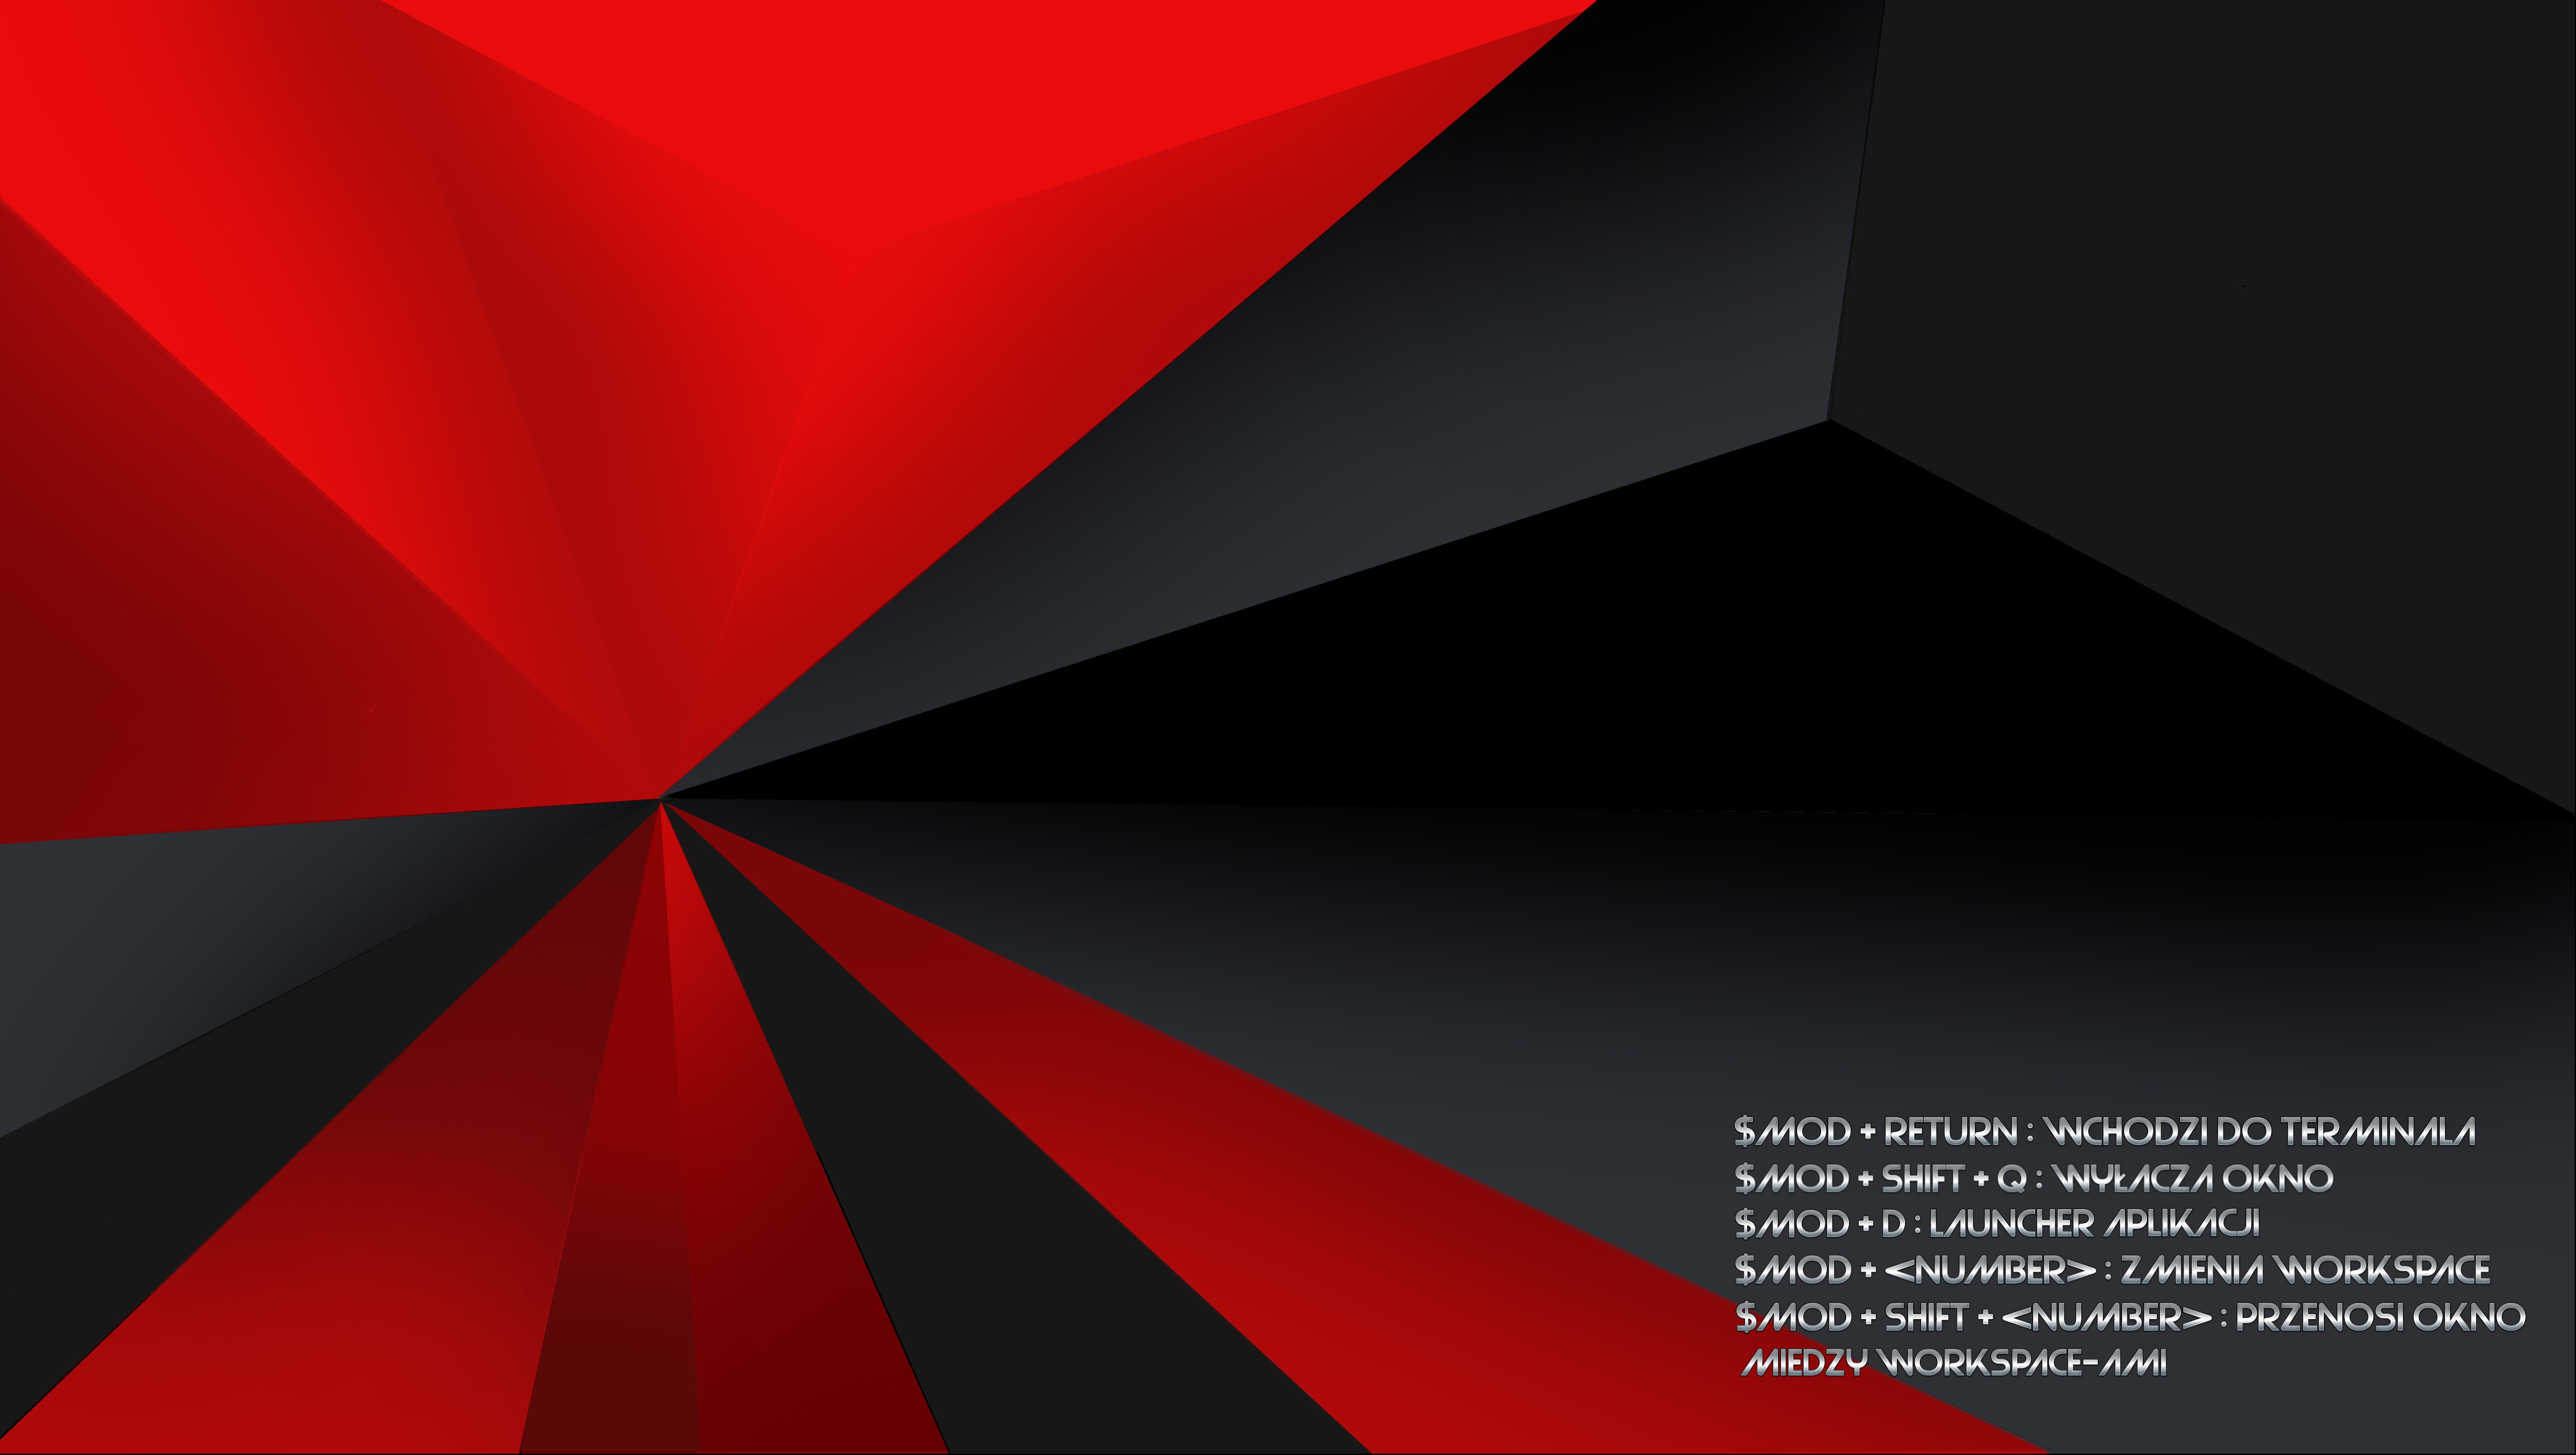 $MOD + RETURN : WCHODZI DO TERMINALA
$MOD + SHIFT + Q : WYŁACZA OKNO
$MOD + D : LAUNCHER APLIKACJI
$MOD + <NUMBER> : ZMIENIA WORKSPACE
$MOD + SHIFT + <NUMBER> : PRZENOSI OKNO
MIEDZY WORKSPACE-AMI